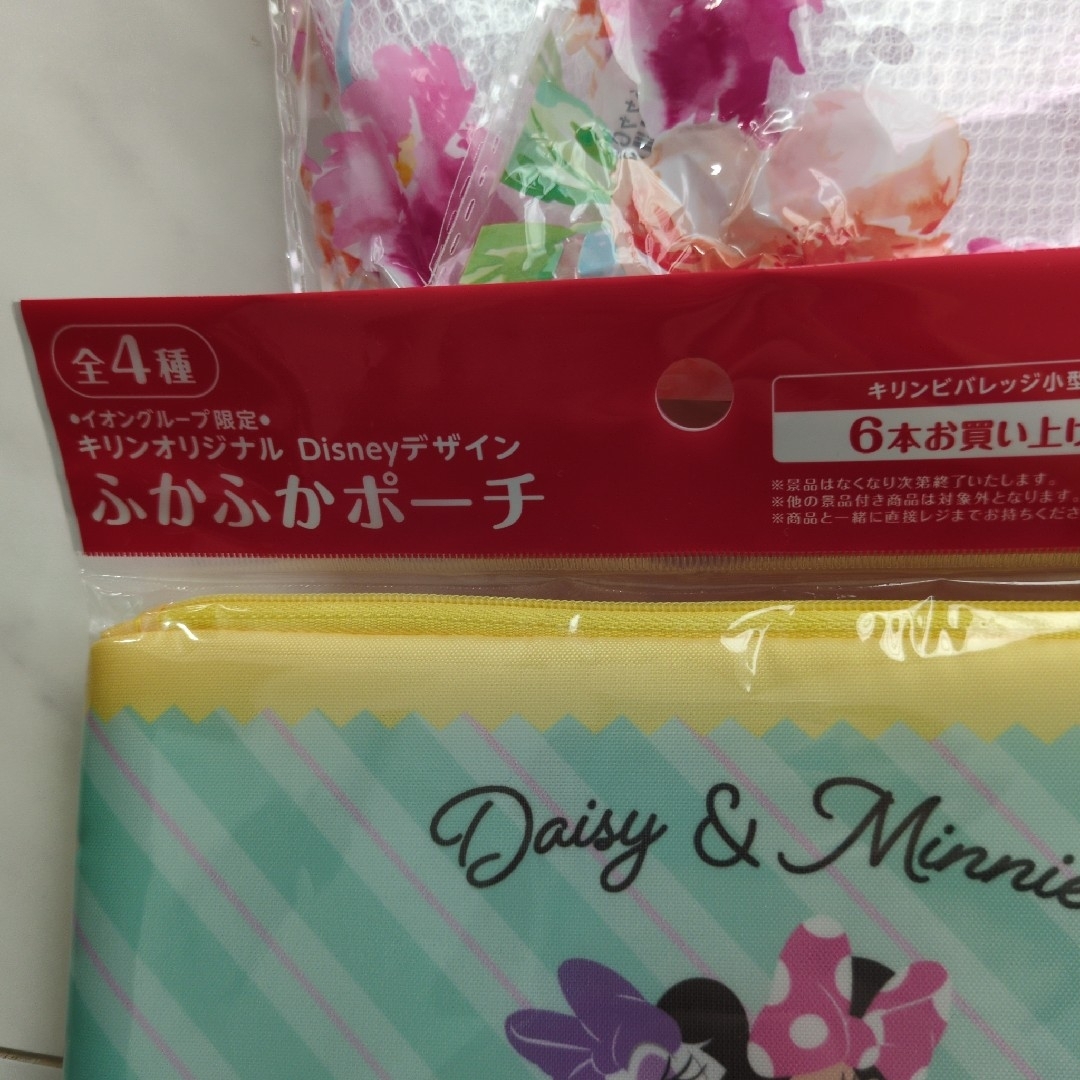 全4種
•イオングループ限定•
キリンオリジナル Disneyデザイン
ふかふかポーチ
キリンビバレッジ小型
6本お買い上げ
※景品はなくなり次第終了いたします。
※他の景品付き商品は対象外となります。
※商品と一緒に直接レジまでお持ちくださ
Daisy & Minnie